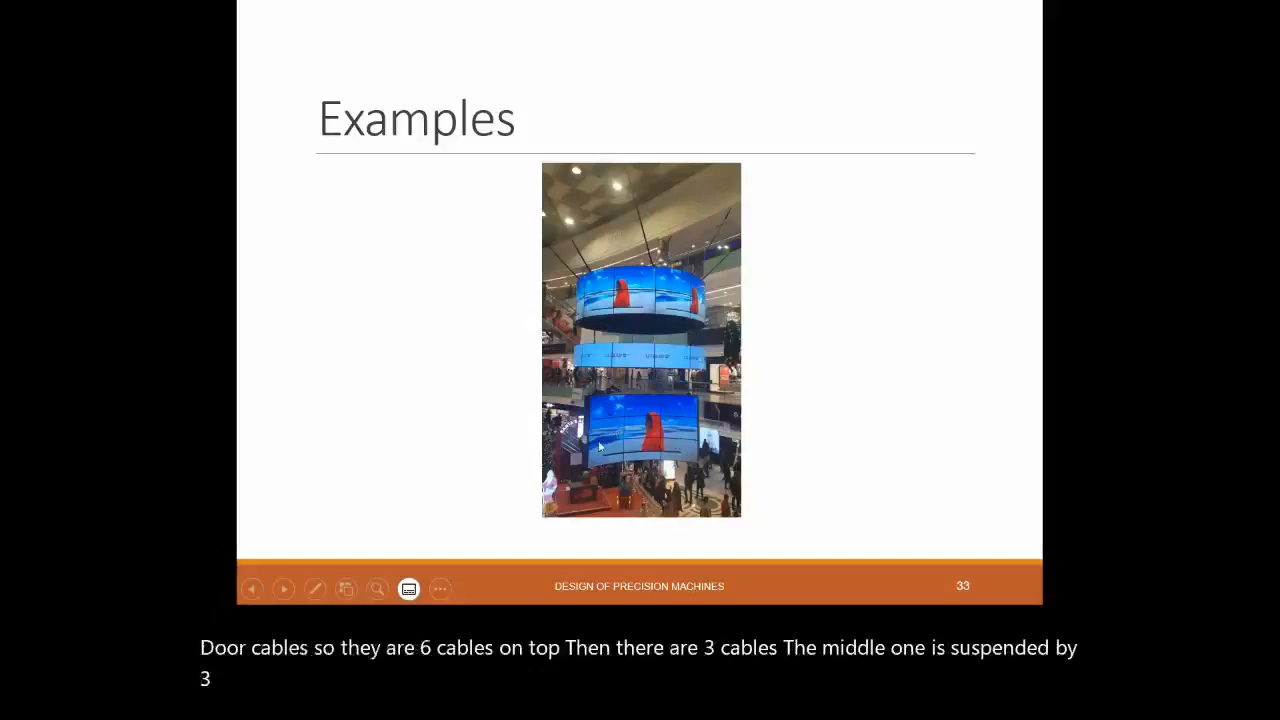 Examples
DESIGN OF PRECISION MACHINES
33
Door cables so they are 6 cables on top Then there are 3 cables The middle one is suspended by
3